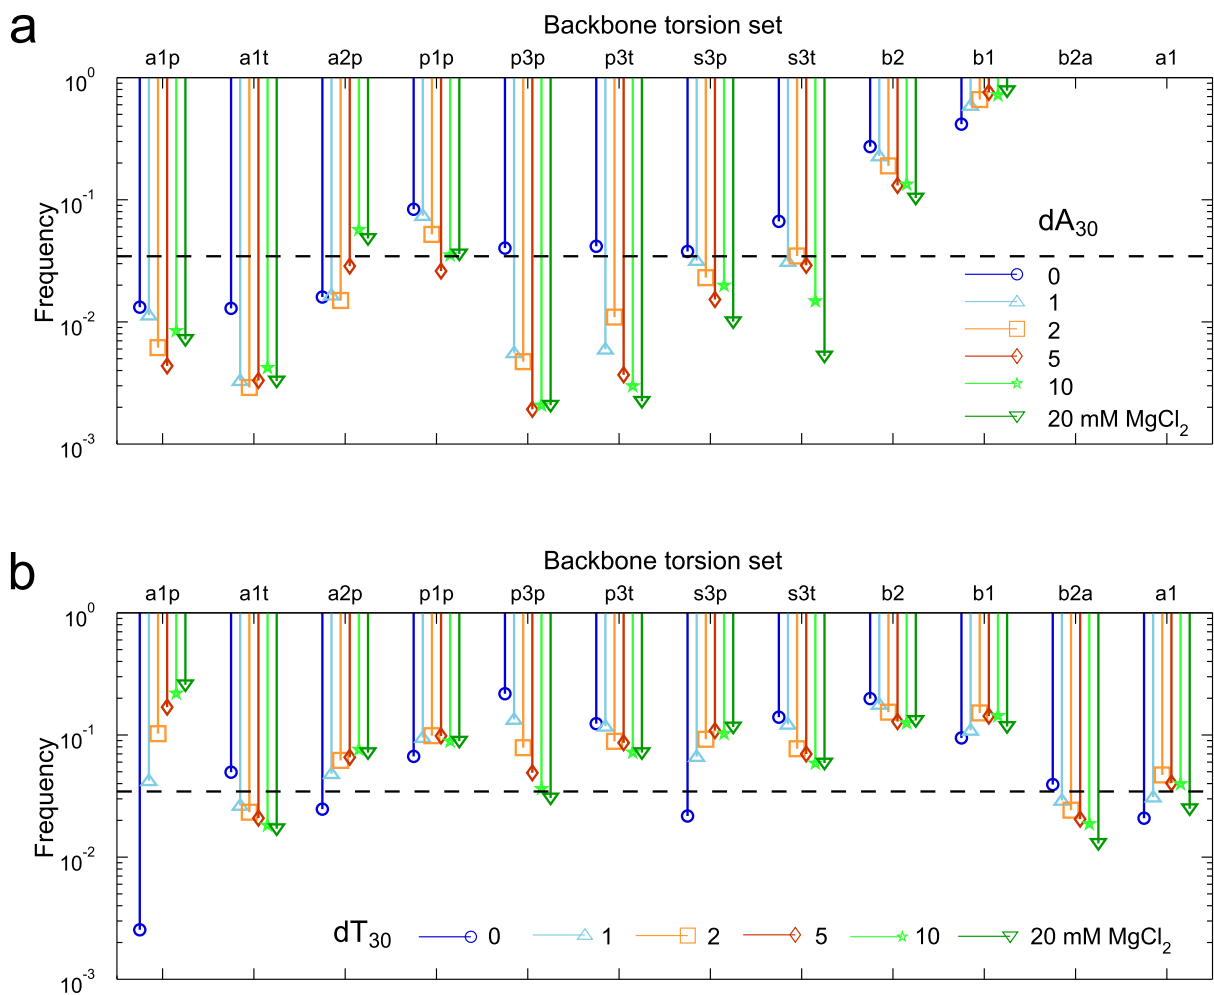 a
Backbone torsion set
a1p a1t a2p p1p p3p p3t s3p s3t b2 b1 b2a a1
Frequency
10^0
10^-1
10^-2
10^-3
dA30
0
1
2
5
10
20 mM MgCl2
b
Backbone torsion set
a1p a1t a2p p1p p3p p3t s3p s3t b2 b1 b2a a1
Frequency
10^0
10^-1
10^-2
10^-3
dT30 0 1 2 5 10 20 mM MgCl2